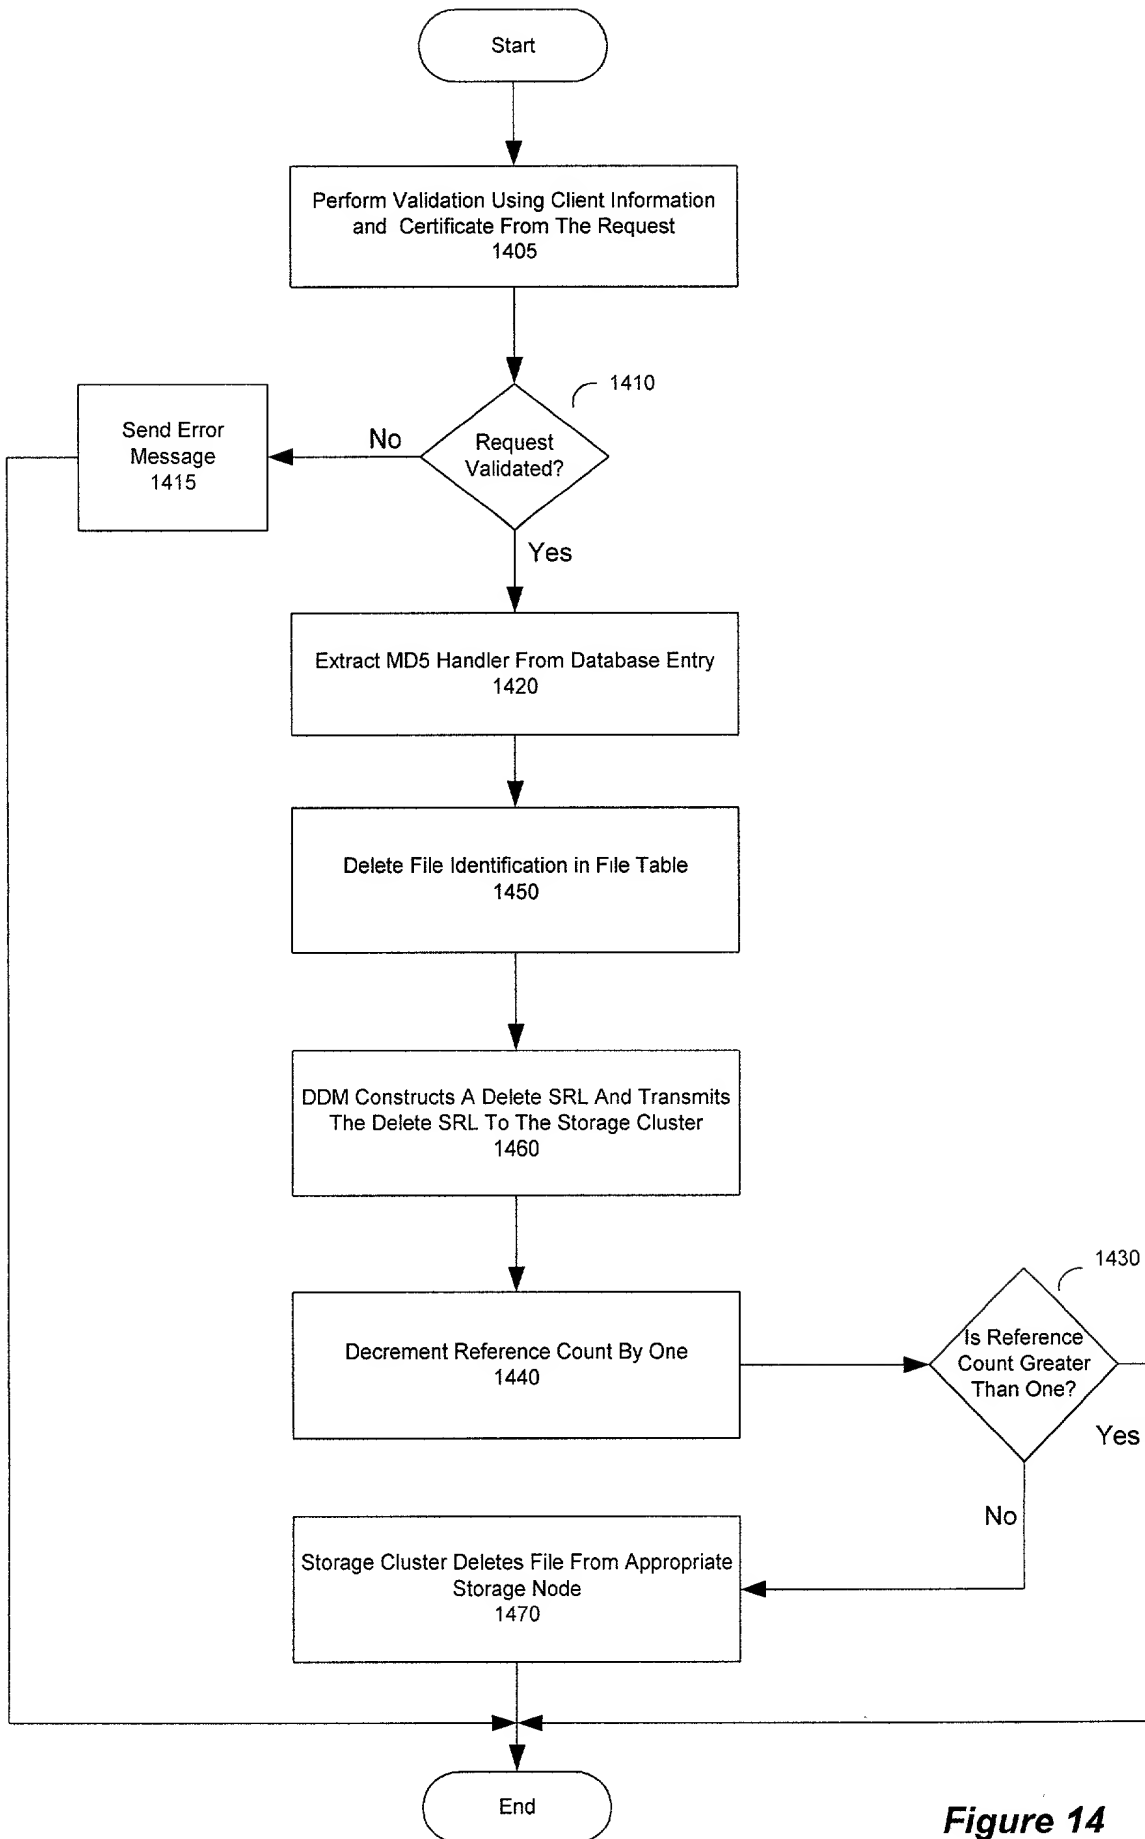 Start
Perform Validation Using Client Information
and Certificate From The Request
1405
1410
Request
Validated?
No
Send Error
Message
1415
Yes
Extract MD5 Handler From Database Entry
1420
Delete File Identification in File Table
1450
DDM Constructs A Delete SRL And Transmits
The Delete SRL To The Storage Cluster
1460
Decrement Reference Count By One
1440
1430
Is Reference
Count Greater
Than One?
Yes
No
Storage Cluster Deletes File From Appropriate
Storage Node
1470
End
Figure 14